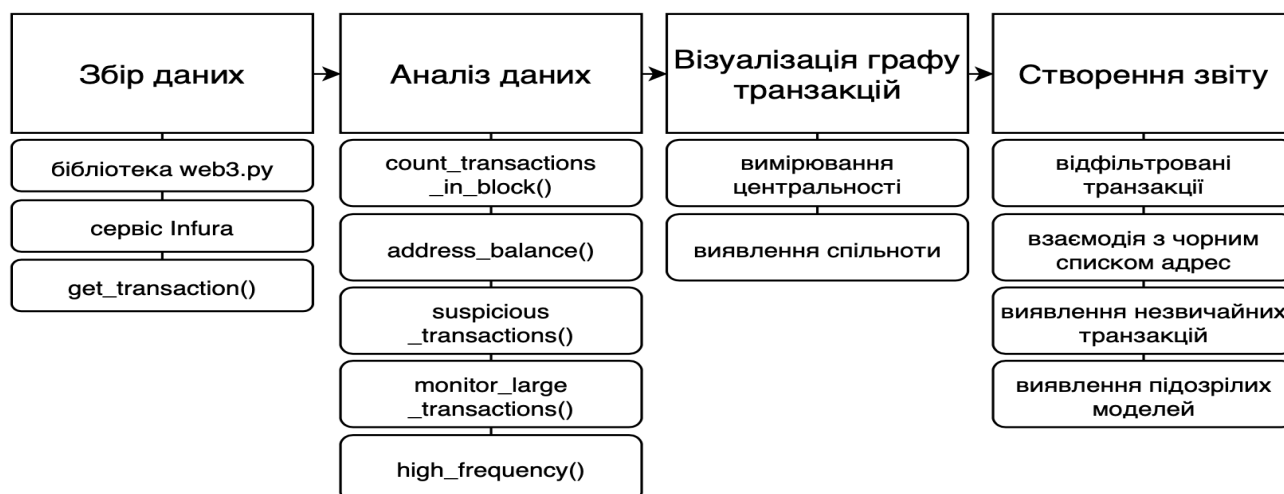 Збір даних
бібліотека web3.py
сервіс Infura
get_transaction()
Аналіз даних
count_transactions
_in_block()
address_balance()
suspicious
_transactions()
monitor_large
_transactions()
high_frequency()
Візуалізація графу
транзакцій
вимірювання
центральності
виявлення спільноти
Створення звіту
відфільтровані
транзакції
взаємодія з чорним
списком адрес
виявлення незвичайних
транзакцій
виявлення підозрілих
моделей